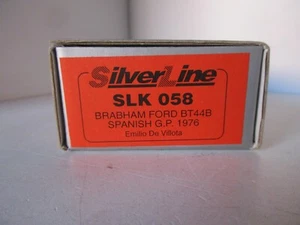 SilverLine
SLK 058
BRABHAM FORD BT44B
SPANISH G.P. 1976
Emilio De Villota